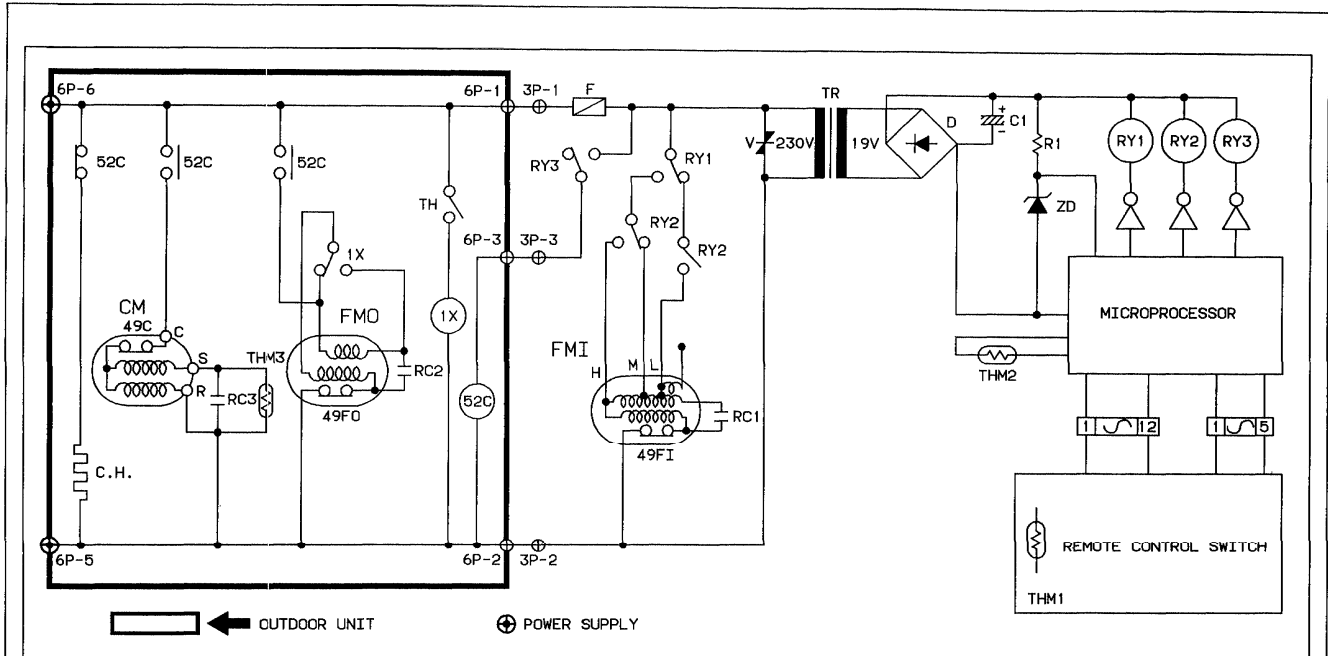 6P-6
6P-1
3P-1
F
TR
V
230V
19V
D
+
C1
-
R1
RY1
RY2
RY3
52C
52C
52C
TH
RY3
RY1
RY2
RY2
ZD
6P-3
3P-3
1X
1X
CM
49C
C
S
R
THM3
RC3
FMO
RC2
49FO
52C
FMI
H
M
L
RC1
49FI
MICROPROCESSOR
THM2
1
12
1
5
C.H.
REMOTE CONTROL SWITCH
THM1
6P-5
6P-2
3P-2
OUTDOOR UNIT
POWER SUPPLY